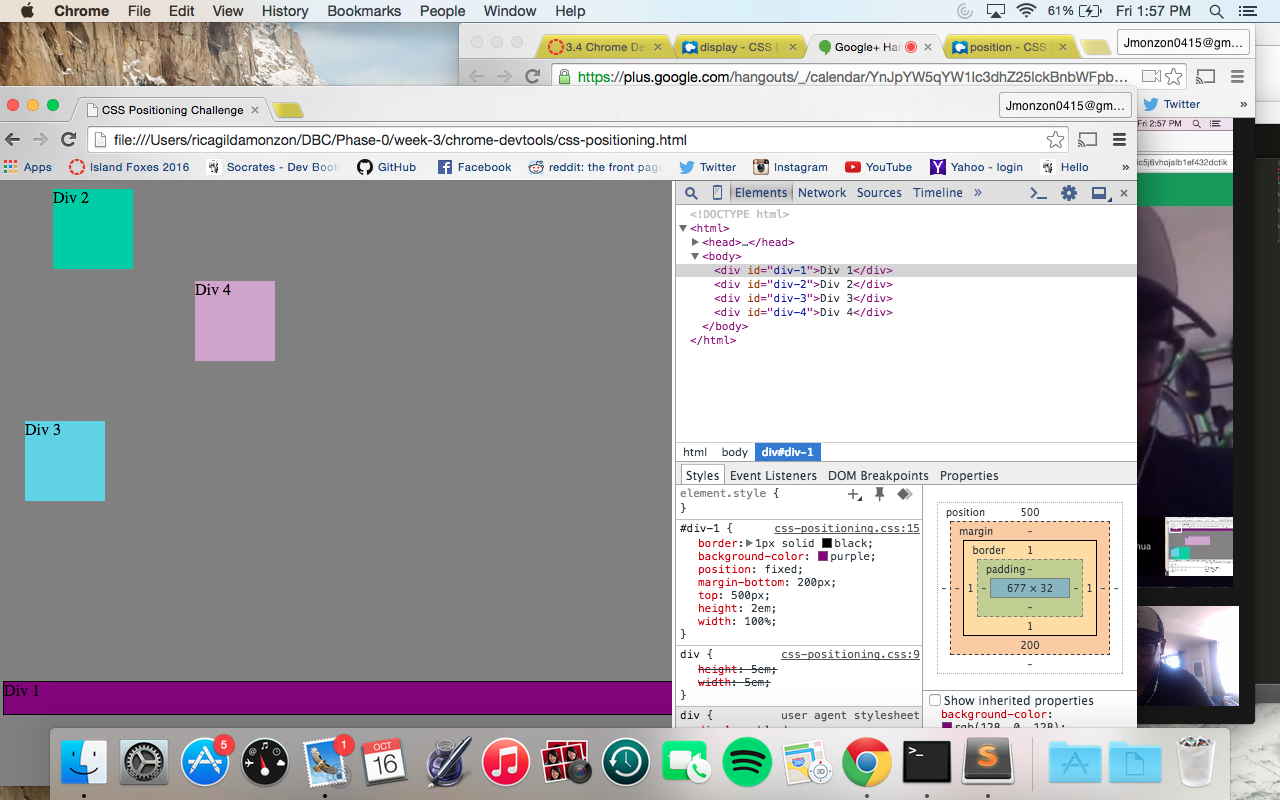 Chrome File Edit View History Bookmarks People Window Help 61% Fri 1:57 PM
3.4 Chrome De display - CSS Google+ Han position - CSS Jmonzon0415@gm...
https://plus.google.com/hangouts/_/calendar/YnJpYW5qYW1lc3dhZ25lckBnbWFpb...
CSS Positioning Challenge Jmonzon0415@gm... Twitter »
file:///Users/ricagildamonzon/DBC/Phase-0/week-3/chrome-devtools/css-positioning.html
Fri 2:57 PM
Apps Island Foxes 2016 Socrates - Dev Boot GitHub Facebook reddit: the front page Twitter Instagram YouTube Yahoo - login Hello »
ic5j6vhojalb1ef432dctik
Elements Network Sources Timeline »
Div 2
Div 4
Div 3
Div 1
<!DOCTYPE html>
<html>
<head>…</head>
<body>
<div id="div-1">Div 1</div>
<div id="div-2">Div 2</div>
<div id="div-3">Div 3</div>
<div id="div-4">Div 4</div>
</body>
</html>
html body div#div-1
Styles Event Listeners DOM Breakpoints Properties
element.style {
}
#div-1 { css-positioning.css:15
border: 1px solid black;
background-color: purple;
position: fixed;
margin-bottom: 200px;
top: 500px;
height: 2em;
width: 100%;
}
div { css-positioning.css:9
height: 5em;
width: 5em;
}
div { user agent stylesheet
position 500
margin -
border 1
padding -
- - 1 - 677 × 32 - 1 - -
-
1
200
-
Show inherited properties
background-color:
rgb(128, 0, 128);
hua
5
1
OCT
16
3D
>_
S